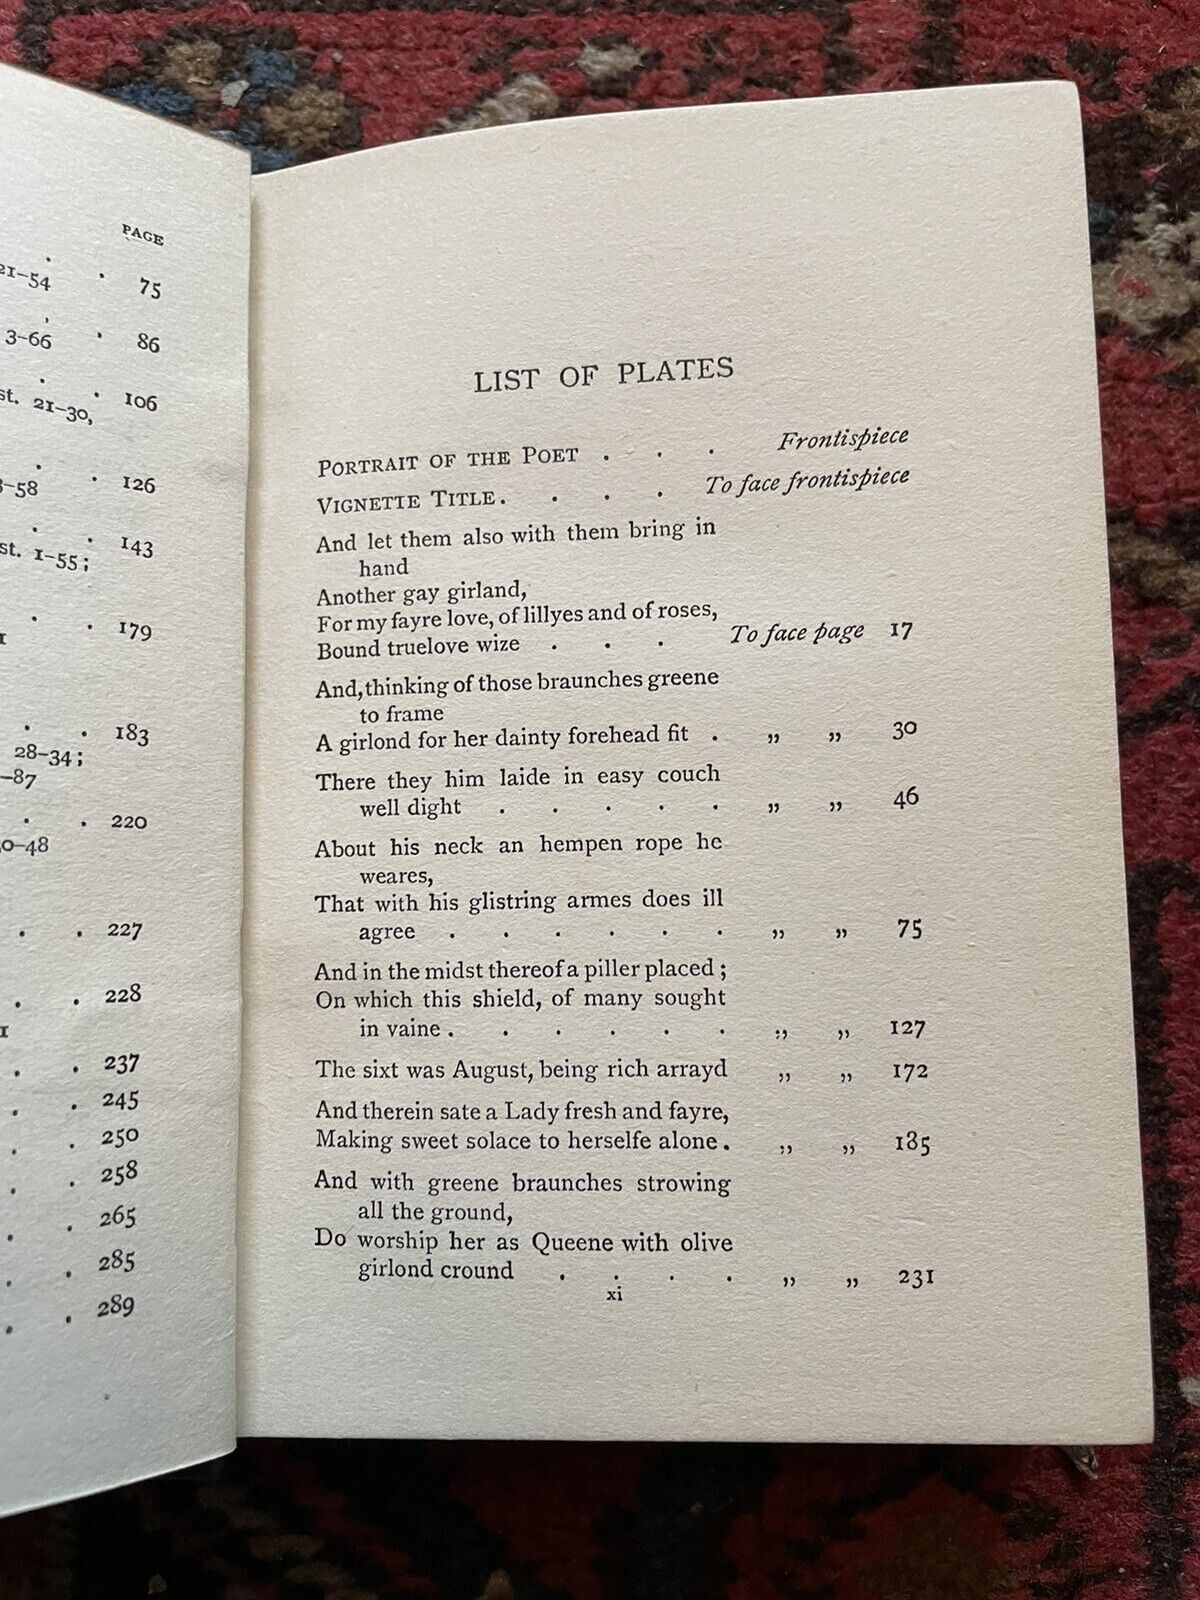 PAGE
21-54 . 75
3-66 . 86
st. 21-30, . 106
3-58 . 126
st. 1-55; . 143
. 179
1
. 183
28-34;
-87
. 220
0-48
. . 227
. . 228
1
. . 237
. . 245
. . 250
. . 258
. . 265
. . 285
. . 289
LIST OF PLATES
PORTRAIT OF THE POET . . . Frontispiece
VIGNETTE TITLE . . . . To face frontispiece
And let them also with them bring in
hand
Another gay girland,
For my fayre love, of lillyes and of roses,
Bound truelove wize . . . To face page 17
And, thinking of those braunches greene
to frame
A girlond for her dainty forehead fit . „ „ 30
There they him laide in easy couch
well dight . . . . . „ „ 46
About his neck an hempen rope he
weares,
That with his glistring armes does ill
agree . . . . . . „ „ 75
And in the midst thereof a piller placed;
On which this shield, of many sought
in vaine . . . . . . „ „ 127
The sixt was August, being rich arrayd „ „ 172
And therein sate a Lady fresh and fayre,
Making sweet solace to herselfe alone . „ „ 185
And with greene braunches strowing
all the ground,
Do worship her as Queene with olive
girlond cround . . . . „ „ 231
xi